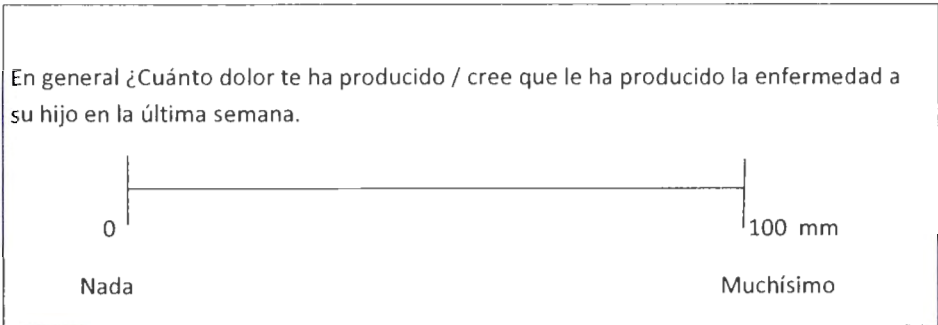 En general ¿Cuánto dolor te ha producido / cree que le ha producido la enfermedad a
su hijo en la última semana.
0 100 mm
Nada Muchísimo